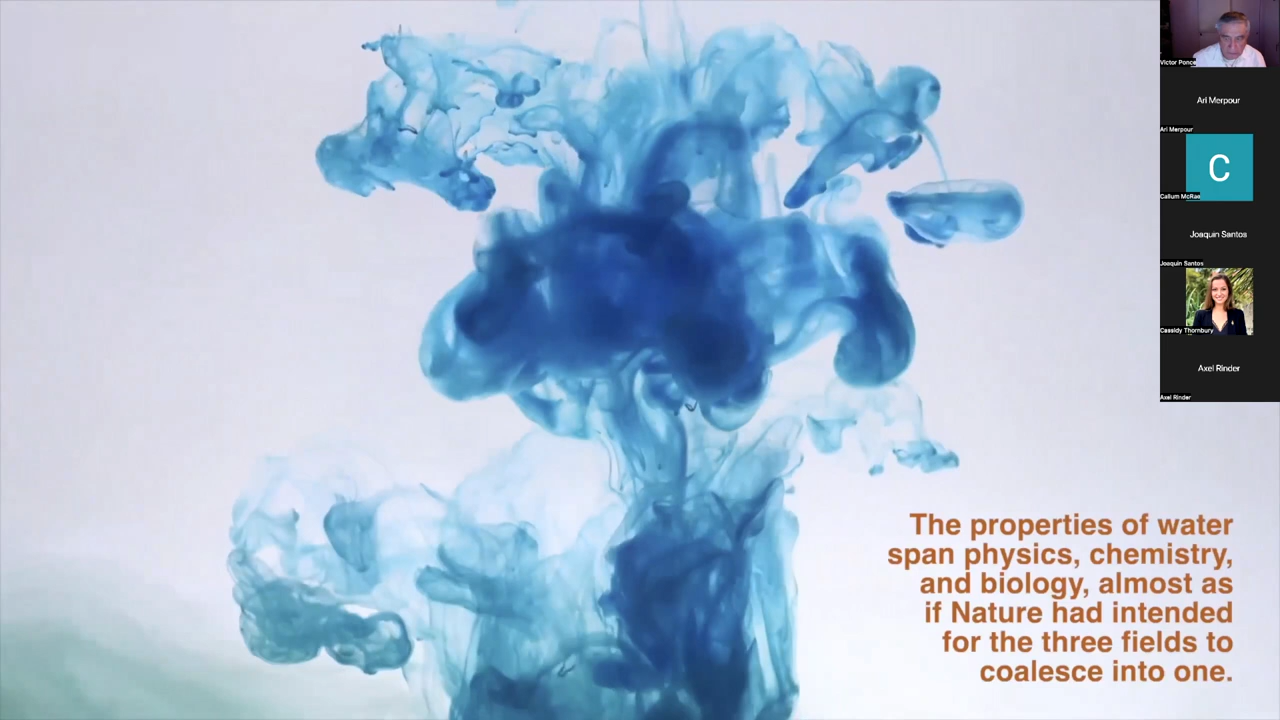 Victor Ponce
Ari Merpour
Ari Merpour
C
Callum McRae
Joaquin Santos
Joaquin Santos
Cassidy Thornbury
Axel Rinder
Axel Rinder
The properties of water
span physics, chemistry,
and biology, almost as
if Nature had intended
for the three fields to
coalesce into one.